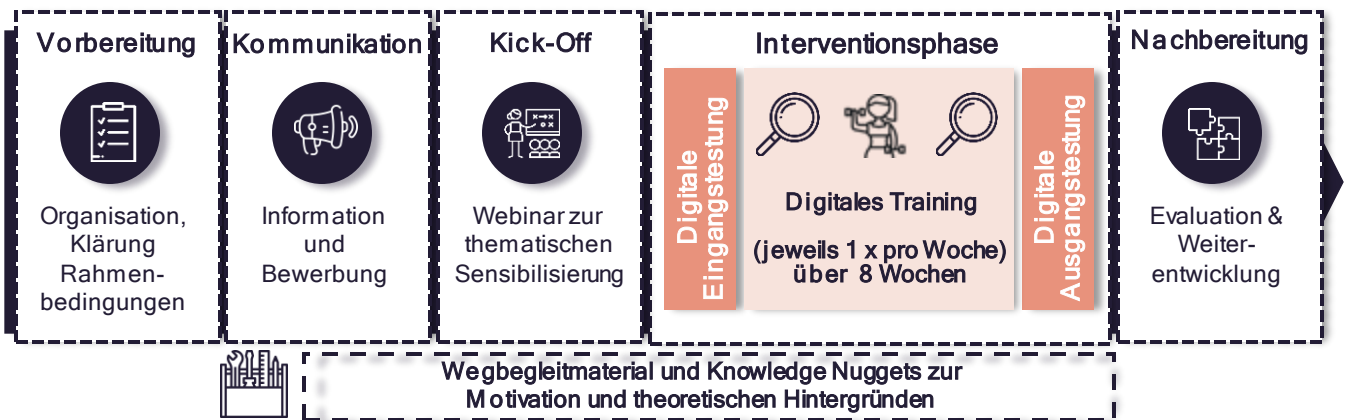 Vorbereitung
Organisation,
Klärung
Rahmen-
bedingungen
Kommunikation
Information
und
Bewerbung
Kick-Off
Webinar zur
thematischen
Sensibilisierung
Interventionsphase
Digitale
Eingangstestung
Digitales Training
(jeweils 1 x pro Woche)
über 8 Wochen
Digitale
Ausgangstestung
Nachbereitung
Evaluation &
Weiter-
entwicklung
Wegbegleitmaterial und Knowledge Nuggets zur
Motivation und theoretischen Hintergründen